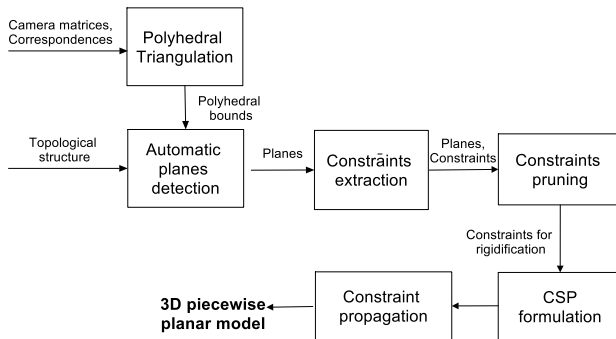 Camera matrices,
Correspondences
Polyhedral
Triangulation
Polyhedral
bounds
Topological
structure
Automatic
planes
detection
Planes
Constraints
extraction
Planes,
Constraints
Constraints
pruning
Constraints for
rigidification
CSP
formulation
Constraint
propagation
3D piecewise
planar model